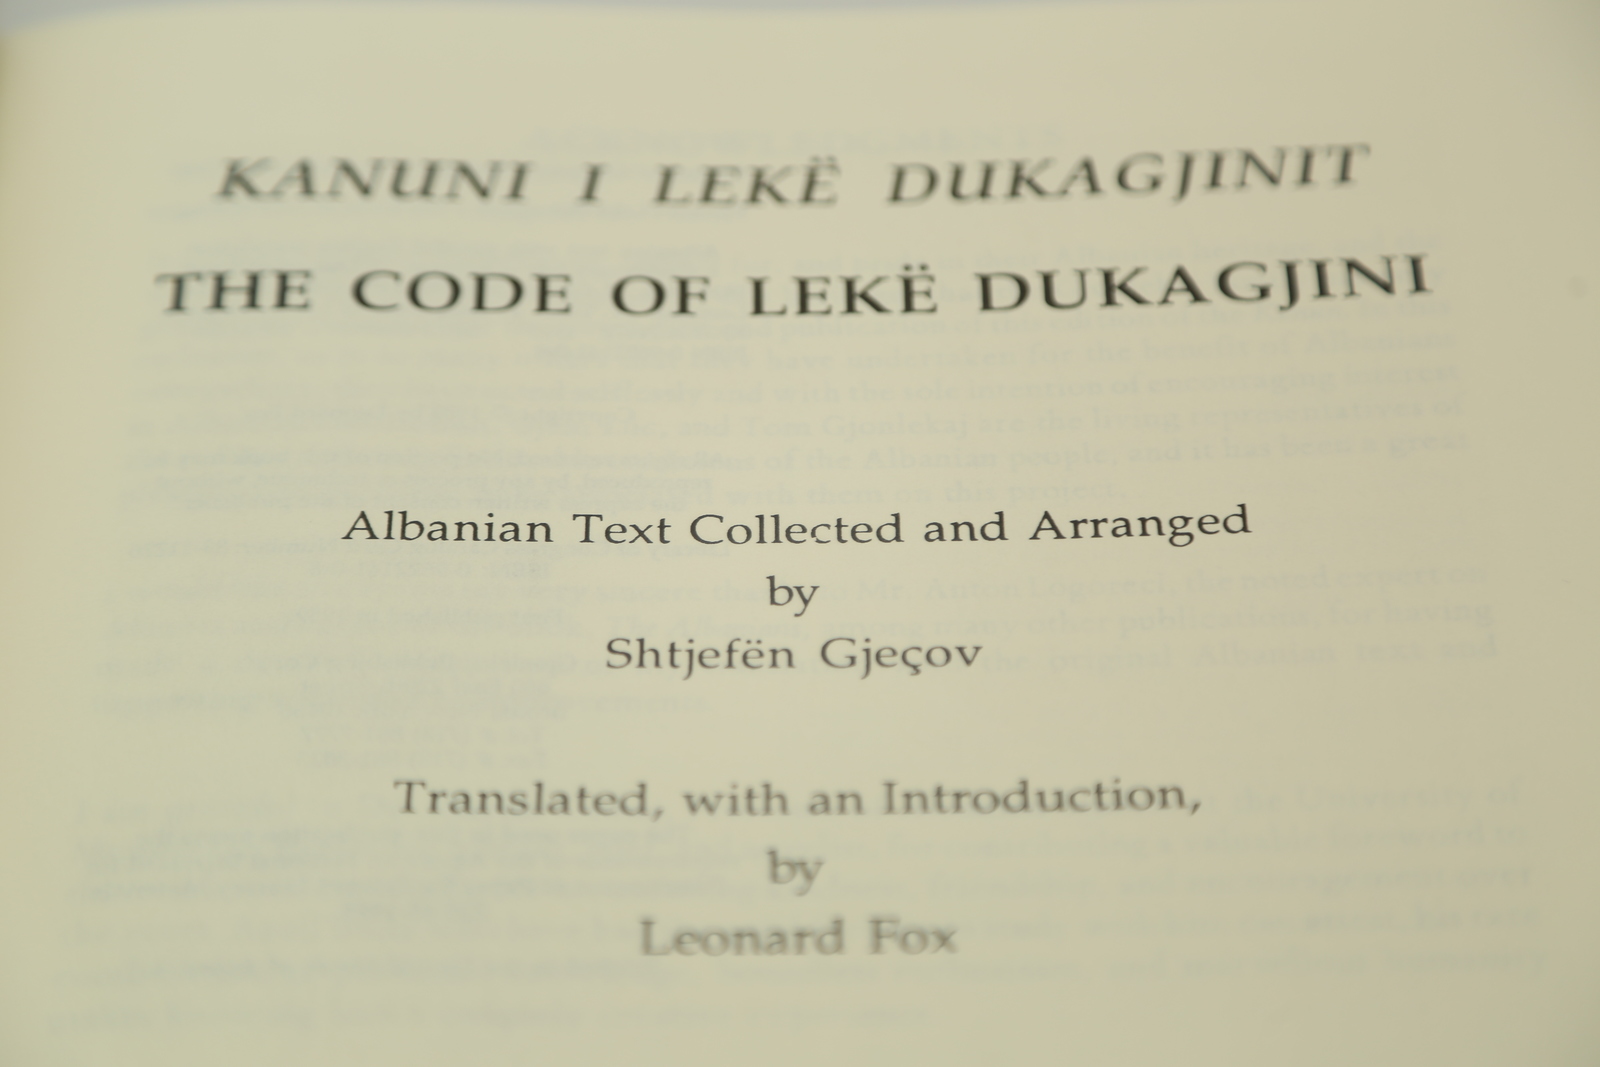 KANUNI I LEKË DUKAGJINIT
THE CODE OF LEKË DUKAGJINI
Albanian Text Collected and Arranged
by
Shtjefën Gjeçov
Translated, with an Introduction,
by
Leonard Fox